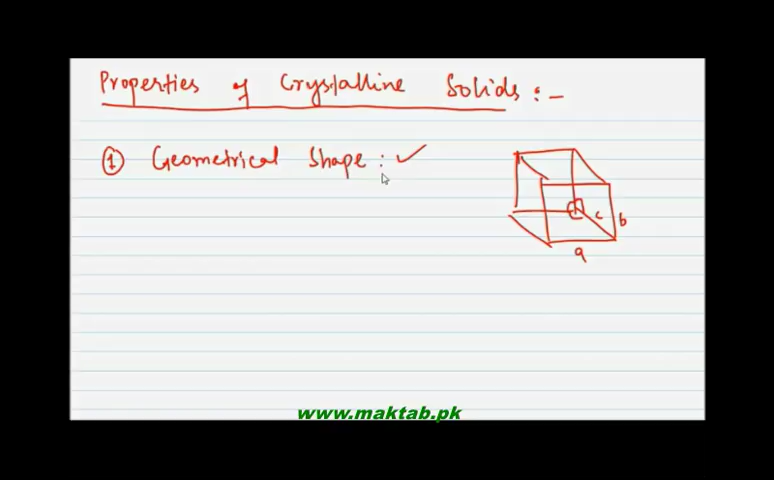 Properties of Crystalline Solids :-
① Geometrical Shape : ✓
c
b
a
www.maktab.pk